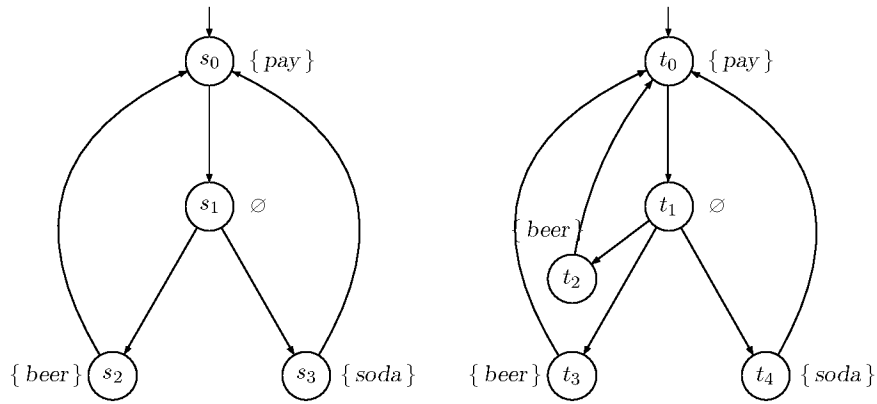 s0 { pay }
t0 { pay }
s1 ∅
t1 ∅
{ beer }
t2
{ beer } s2
s3 { soda }
{ beer } t3
t4 { soda }